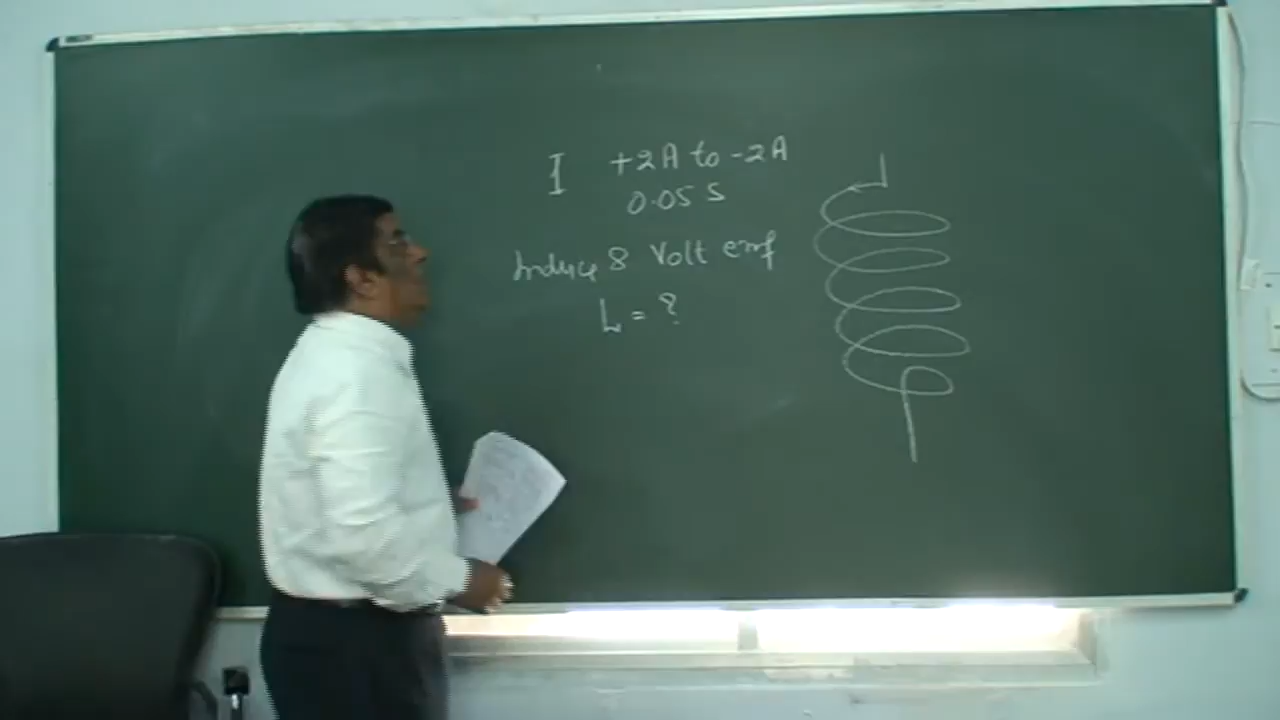 I +2A to -2A
0.05 S
Induce 8 Volt emf
L = ?